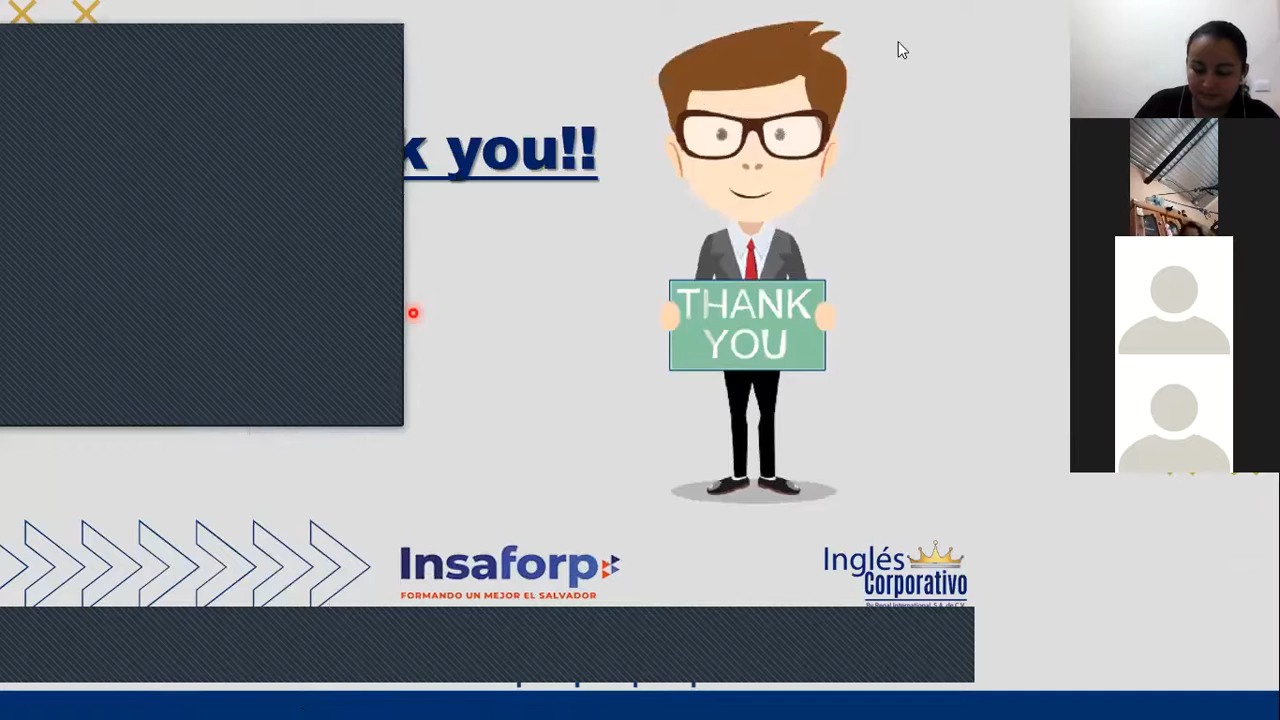 k you!!
THANK
YOU
Insaforp
FORMANDO UN MEJOR EL SALVADOR
Inglés
Corporativo